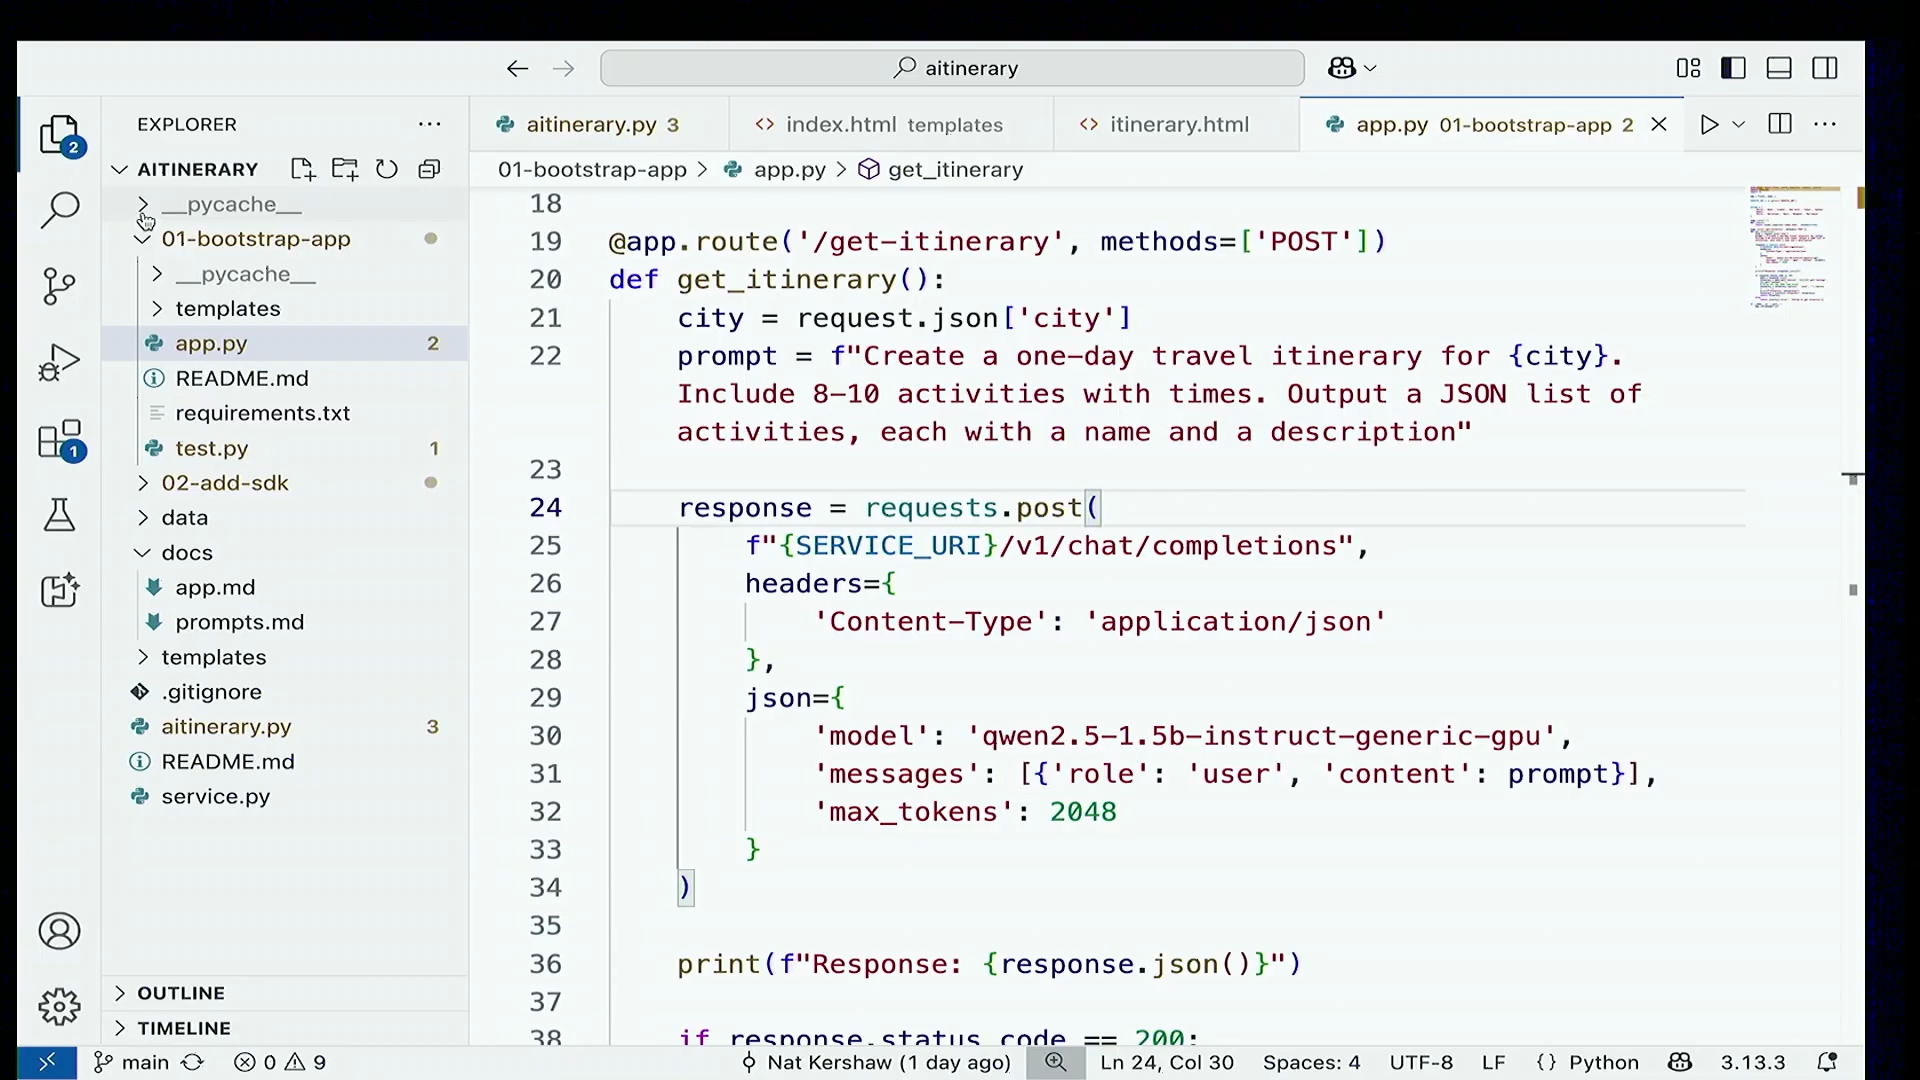 aitinerary
EXPLORER
aitinerary.py 3
index.html templates
itinerary.html
app.py 01-bootstrap-app 2
2
AITINERARY
01-bootstrap-app > app.py > get_itinerary
__pycache__
01-bootstrap-app
__pycache__
templates
app.py 2
README.md
requirements.txt
test.py 1
1
02-add-sdk
data
docs
app.md
prompts.md
templates
.gitignore
aitinerary.py 3
README.md
service.py
OUTLINE
TIMELINE
18
19 @app.route('/get-itinerary', methods=['POST'])
20 def get_itinerary():
21 city = request.json['city']
22 prompt = f"Create a one-day travel itinerary for {city}.
Include 8-10 activities with times. Output a JSON list of
activities, each with a name and a description"
23
24 response = requests.post(
25 f"{SERVICE_URI}/v1/chat/completions",
26 headers={
27 'Content-Type': 'application/json'
28 },
29 json={
30 'model': 'qwen2.5-1.5b-instruct-generic-gpu',
31 'messages': [{'role': 'user', 'content': prompt}],
32 'max_tokens': 2048
33 }
34 )
35
36 print(f"Response: {response.json()}")
37
38 if response.status_code == 200:
main 0 9 Nat Kershaw (1 day ago) Ln 24, Col 30 Spaces: 4 UTF-8 LF {} Python 3.13.3